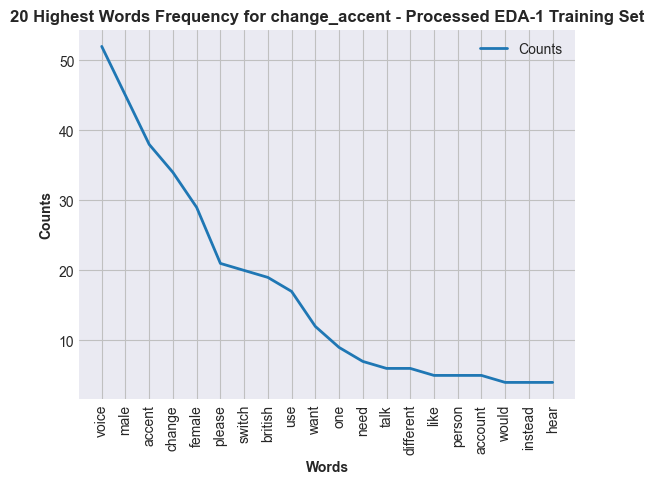 20 Highest Words Frequency for change_accent - Processed EDA-1 Training Set
Counts
50
40
30
20
10
Counts
voice
male
accent
change
female
please
switch
british
use
want
one
need
talk
different
like
person
account
would
instead
hear
Words